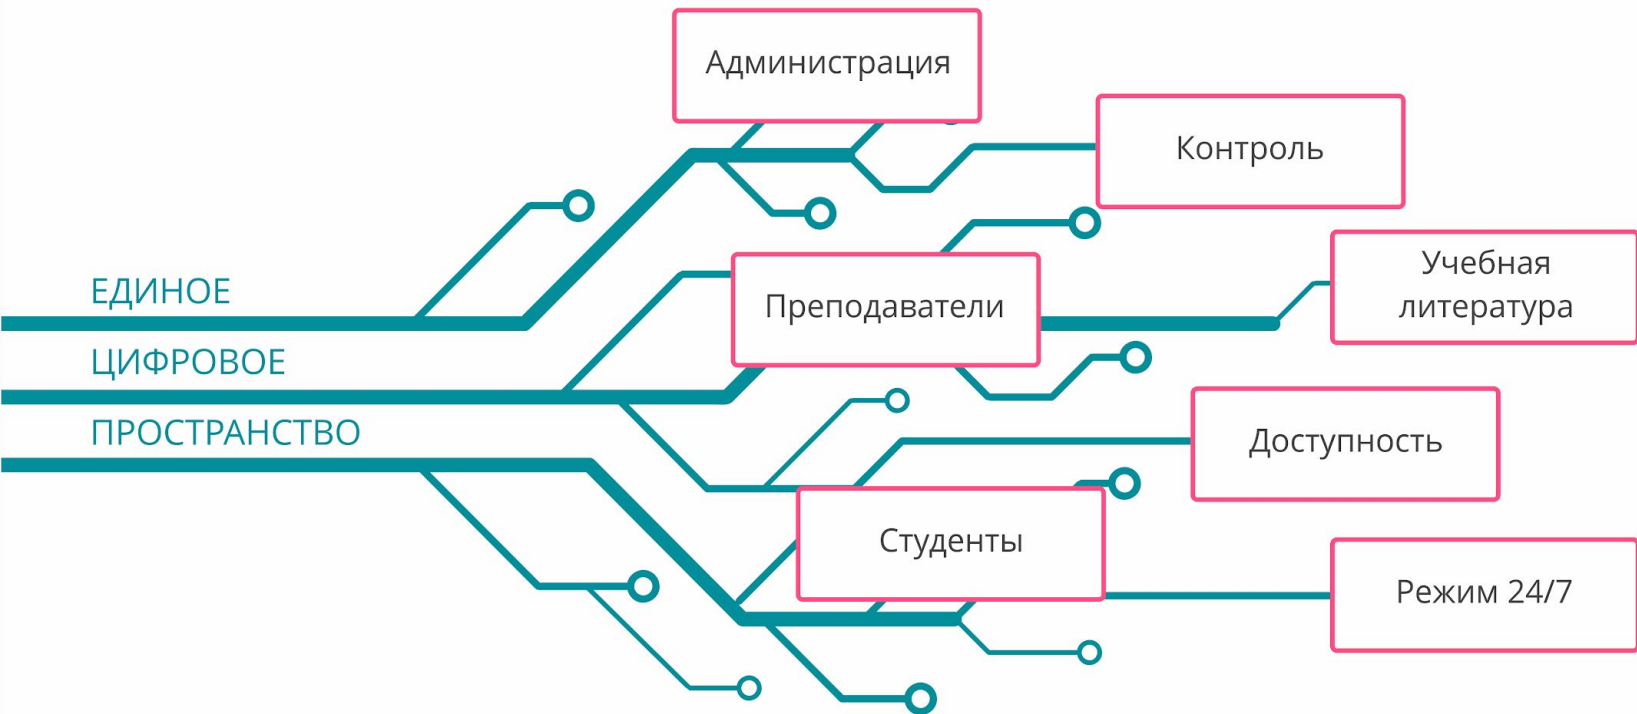 Администрация
Контроль
ЕДИНОЕ
ЦИФРОВОЕ
ПРОСТРАНСТВО
Преподаватели
Учебная
литература
Доступность
Студенты
Режим 24/7